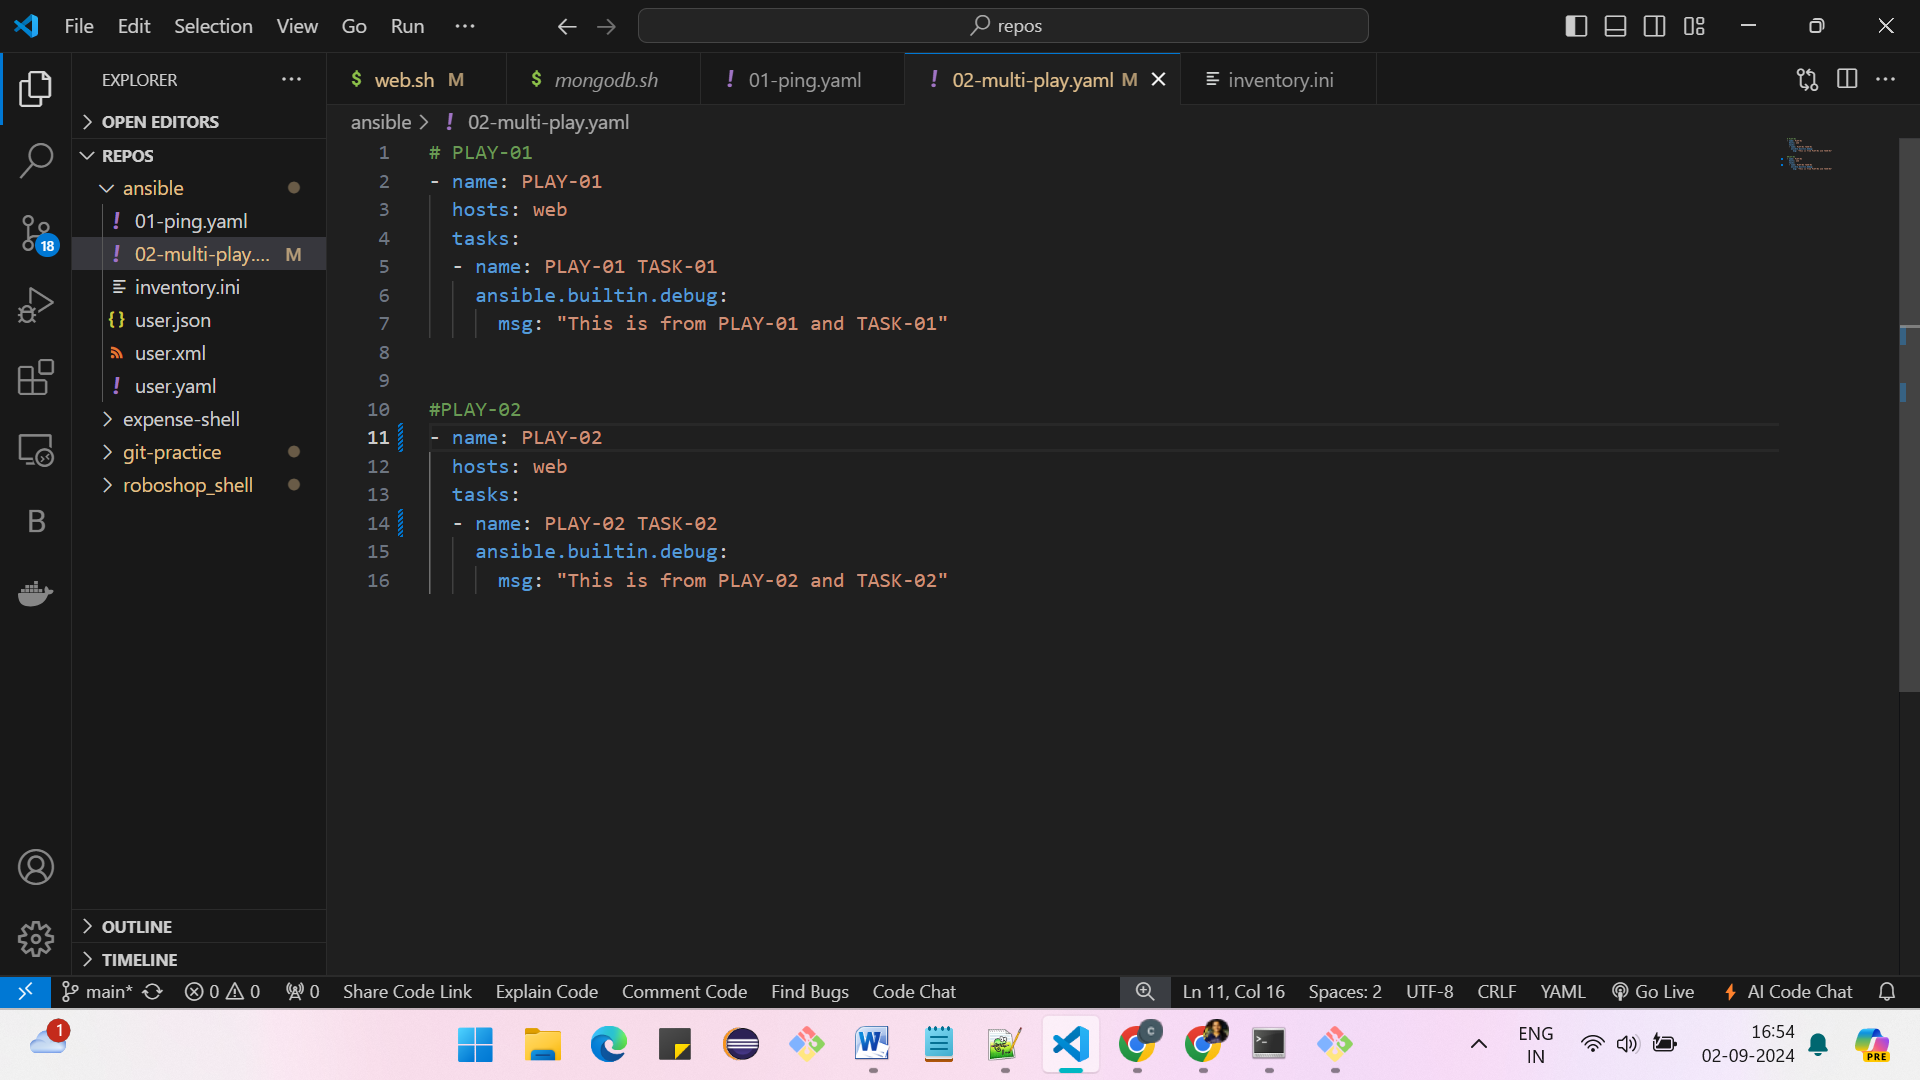 File Edit Selection View Go Run ··· repos
EXPLORER ···
OPEN EDITORS
REPOS
ansible
! 01-ping.yaml
! 02-multi-play.... M
inventory.ini
{} user.json
user.xml
! user.yaml
expense-shell
git-practice
roboshop_shell
OUTLINE
TIMELINE
18
B
$ web.sh M $ mongodb.sh ! 01-ping.yaml ! 02-multi-play.yaml M inventory.ini ···
ansible > ! 02-multi-play.yaml
1 # PLAY-01
2 - name: PLAY-01
3 hosts: web
4 tasks:
5 - name: PLAY-01 TASK-01
6 ansible.builtin.debug:
7 msg: "This is from PLAY-01 and TASK-01"
8
9
10 #PLAY-02
11 - name: PLAY-02
12 hosts: web
13 tasks:
14 - name: PLAY-02 TASK-02
15 ansible.builtin.debug:
16 msg: "This is from PLAY-02 and TASK-02"
main* 0 0 0 Share Code Link Explain Code Comment Code Find Bugs Code Chat Ln 11, Col 16 Spaces: 2 UTF-8 CRLF YAML Go Live AI Code Chat
1 W C ENG 16:54
IN 02-09-2024 PRE